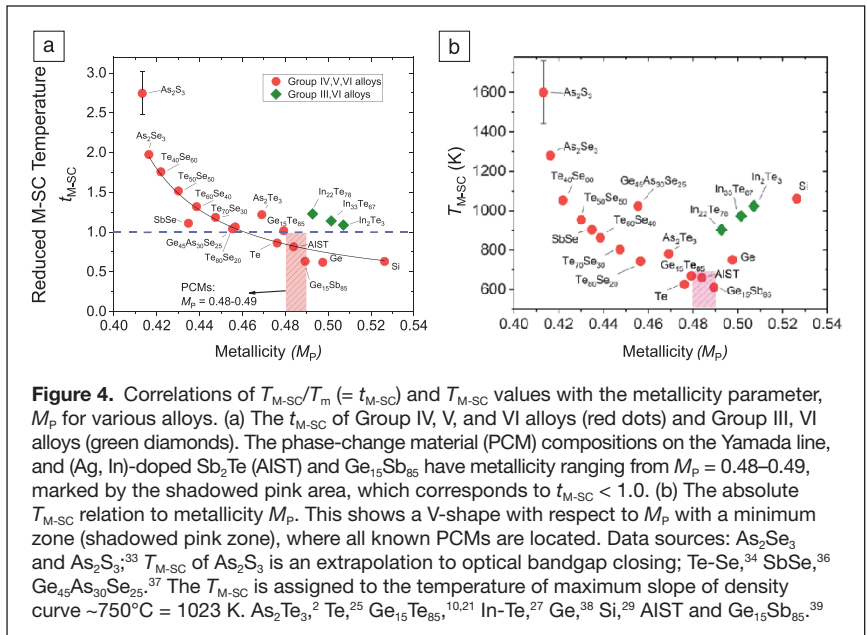 a
Reduced M-SC Temperature
t_M-SC
3.0
2.5
2.0
1.5
1.0
0.5
0.0
0.40
0.42
0.44
0.46
0.48
0.50
0.52
0.54
Metallicity (M_P)
Group IV,V,VI alloys
Group III,VI alloys
As₂S₃
As₂Se₃
Te₄₀Se₆₀
Te₅₀Se₅₀
Te₆₀Se₄₀
Te₇₀Se₃₀
As₂Te₃
In₂₂Te₇₈
In₃₃Te₆₇
In₂Te₃
SbSe
Ge₁₅Te₈₅
Ge₄₅As₃₀Se₂₅
Te₈₀Se₂₀
Te
AIST
Ge
Si
Ge₁₅Sb₈₅
PCMs:
M_P = 0.48-0.49
b
T_M-SC (K)
1600
1400
1200
1000
800
600
0.40
0.42
0.44
0.46
0.48
0.50
0.52
0.54
Metallicity (M_P)
As₂S₃
As₂Se₃
Te₄₀Se₆₀
Te₅₀Se₅₀
Ge₄₅As₃₀Se₂₅
In₂₂Te₇₈
In₃₃Te₆₇
In₂Te₃
Si
SbSe
Te₆₀Se₄₀
Te₇₀Se₃₀
As₂Te₃
Te₈₀Se₂₀
Ge₁₅Te₈₅
Ge
AIST
Te
Ge₁₅Sb₈₅
Figure 4. Correlations of T_M-SC/T_m (= t_M-SC) and T_M-SC values with the metallicity parameter,
M_P for various alloys. (a) The t_M-SC of Group IV, V, and VI alloys (red dots) and Group III, VI
alloys (green diamonds). The phase-change material (PCM) compositions on the Yamada line,
and (Ag, In)-doped Sb₂Te (AIST) and Ge₁₅Sb₈₅ have metallicity ranging from M_P = 0.48–0.49,
marked by the shadowed pink area, which corresponds to t_M-SC < 1.0. (b) The absolute
T_M-SC relation to metallicity M_P. This shows a V-shape with respect to M_P with a minimum
zone (shadowed pink zone), where all known PCMs are located. Data sources: As₂Se₃
and As₂S₃;³³ T_M-SC of As₂S₃ is an extrapolation to optical bandgap closing; Te-Se,³⁴ SbSe,³⁶
Ge₄₅As₃₀Se₂₅.³⁷ The T_M-SC is assigned to the temperature of maximum slope of density
curve ~750°C = 1023 K. As₂Te₃,² Te,²⁵ Ge₁₅Te₈₅,¹⁰,²¹ In-Te,²⁷ Ge,³⁸ Si,²⁹ AIST and Ge₁₅Sb₈₅.³⁹